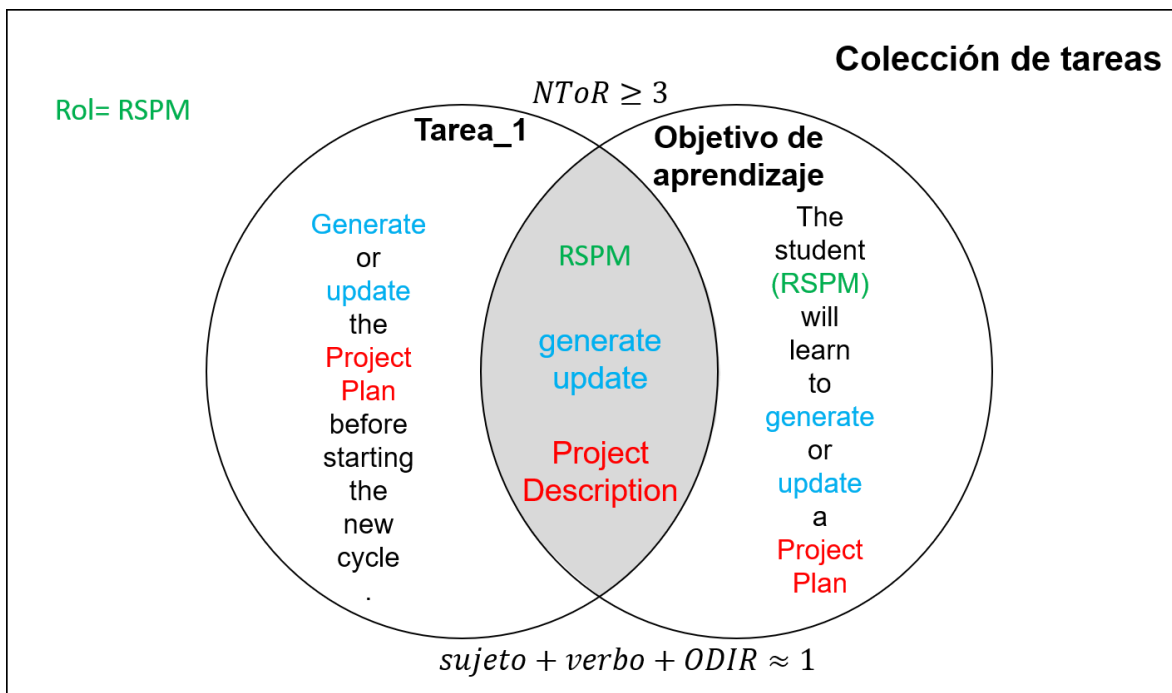 Colección de tareas
Rol= RSPM
NToR ≥ 3
Tarea_1
Generate
or
update
the
Project
Plan
before
starting
the
new
cycle
.
RSPM
generate
update
Project
Description
Objetivo de
aprendizaje
The
student
(RSPM)
will
learn
to
generate
or
update
a
Project
Plan
sujeto + verbo + ODIR ≈ 1